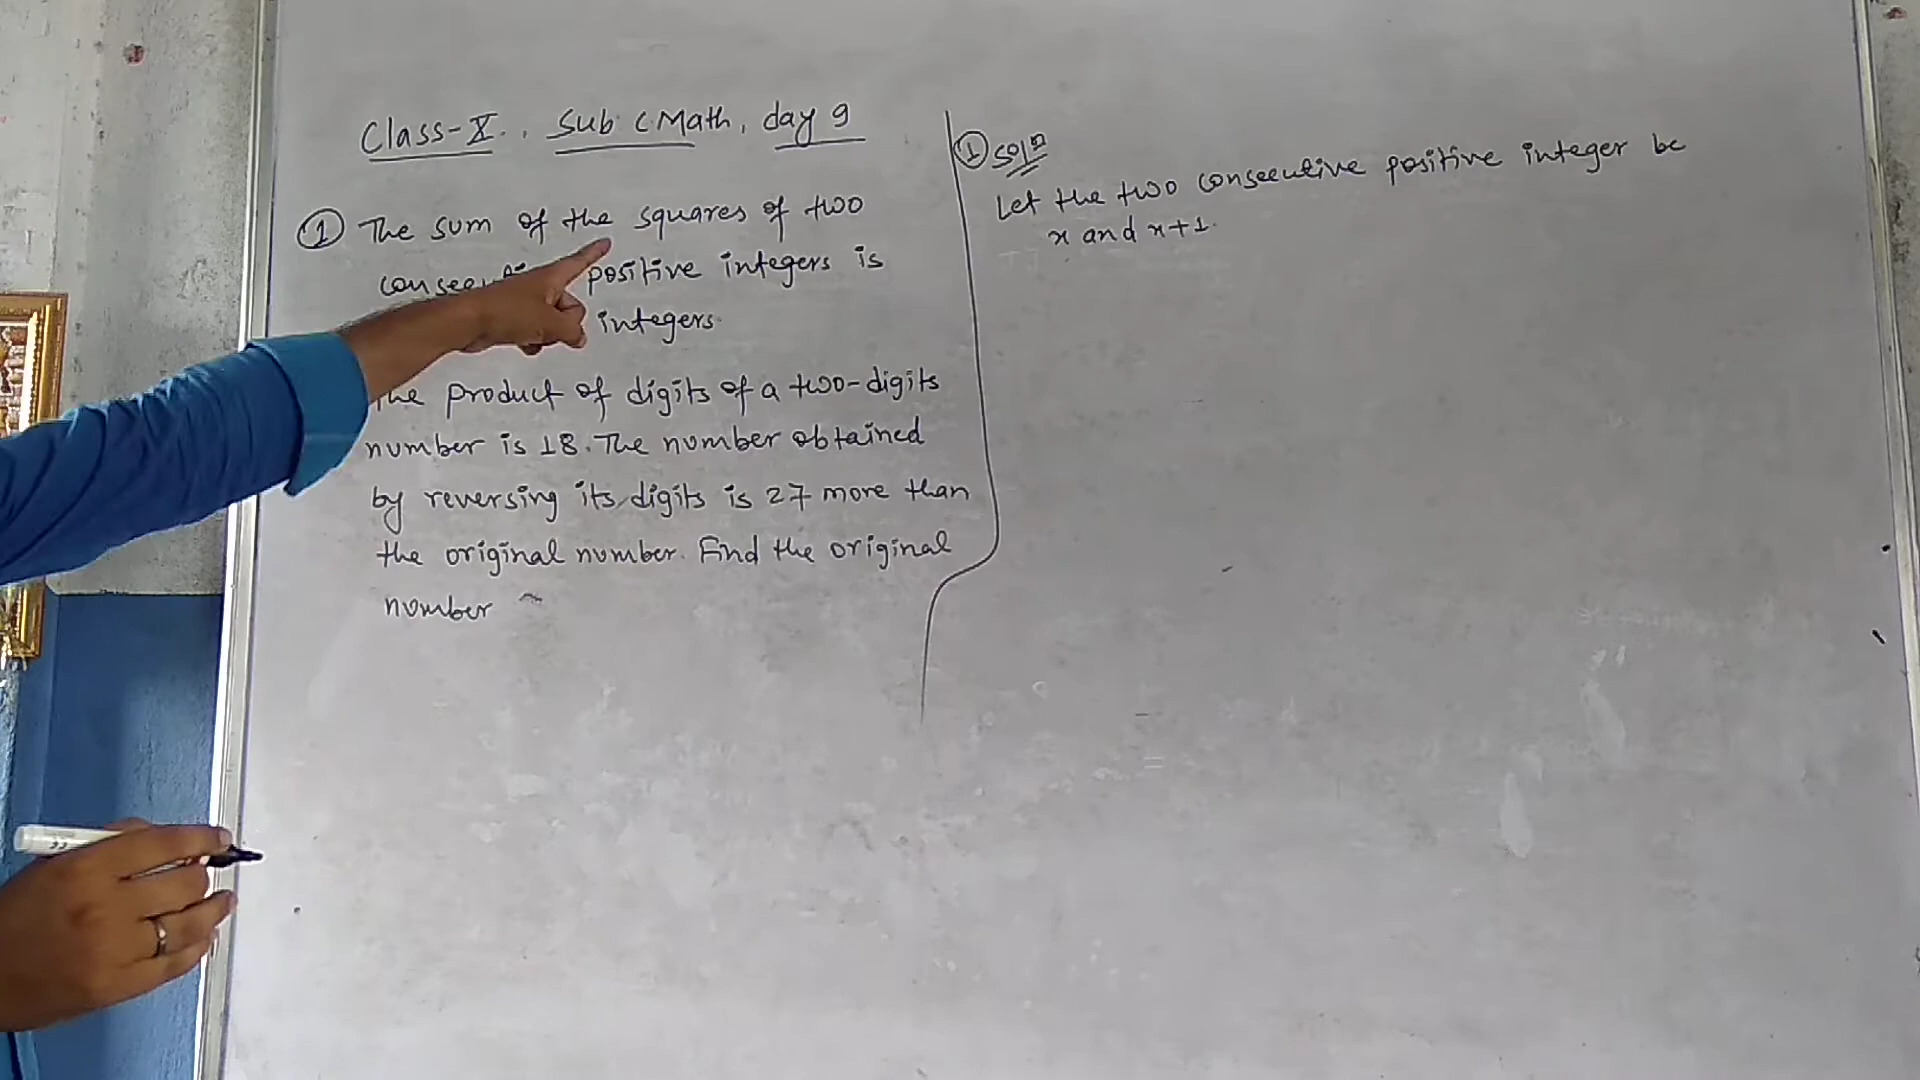 Class-X. Sub C.Math, day 9
① The sum of the squares of two
positive integers is
integers.
The product of digits of a two-digits
number is 18. The number obtained
by reversing its digits is 27 more than
the original number. Find the original
number
① Solⁿ
Let the two consecutive positive integer be
x and x+1.